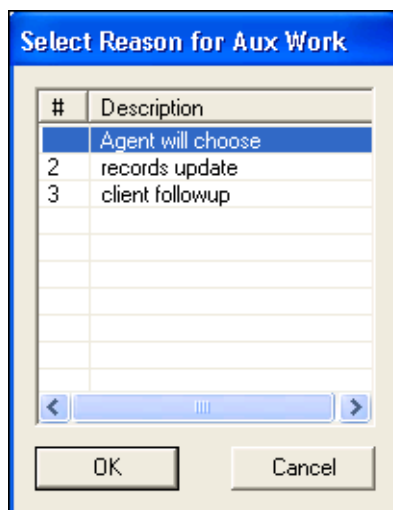 Select Reason for Aux Work
# Description
Agent will choose
2 records update
3 client followup
OK Cancel